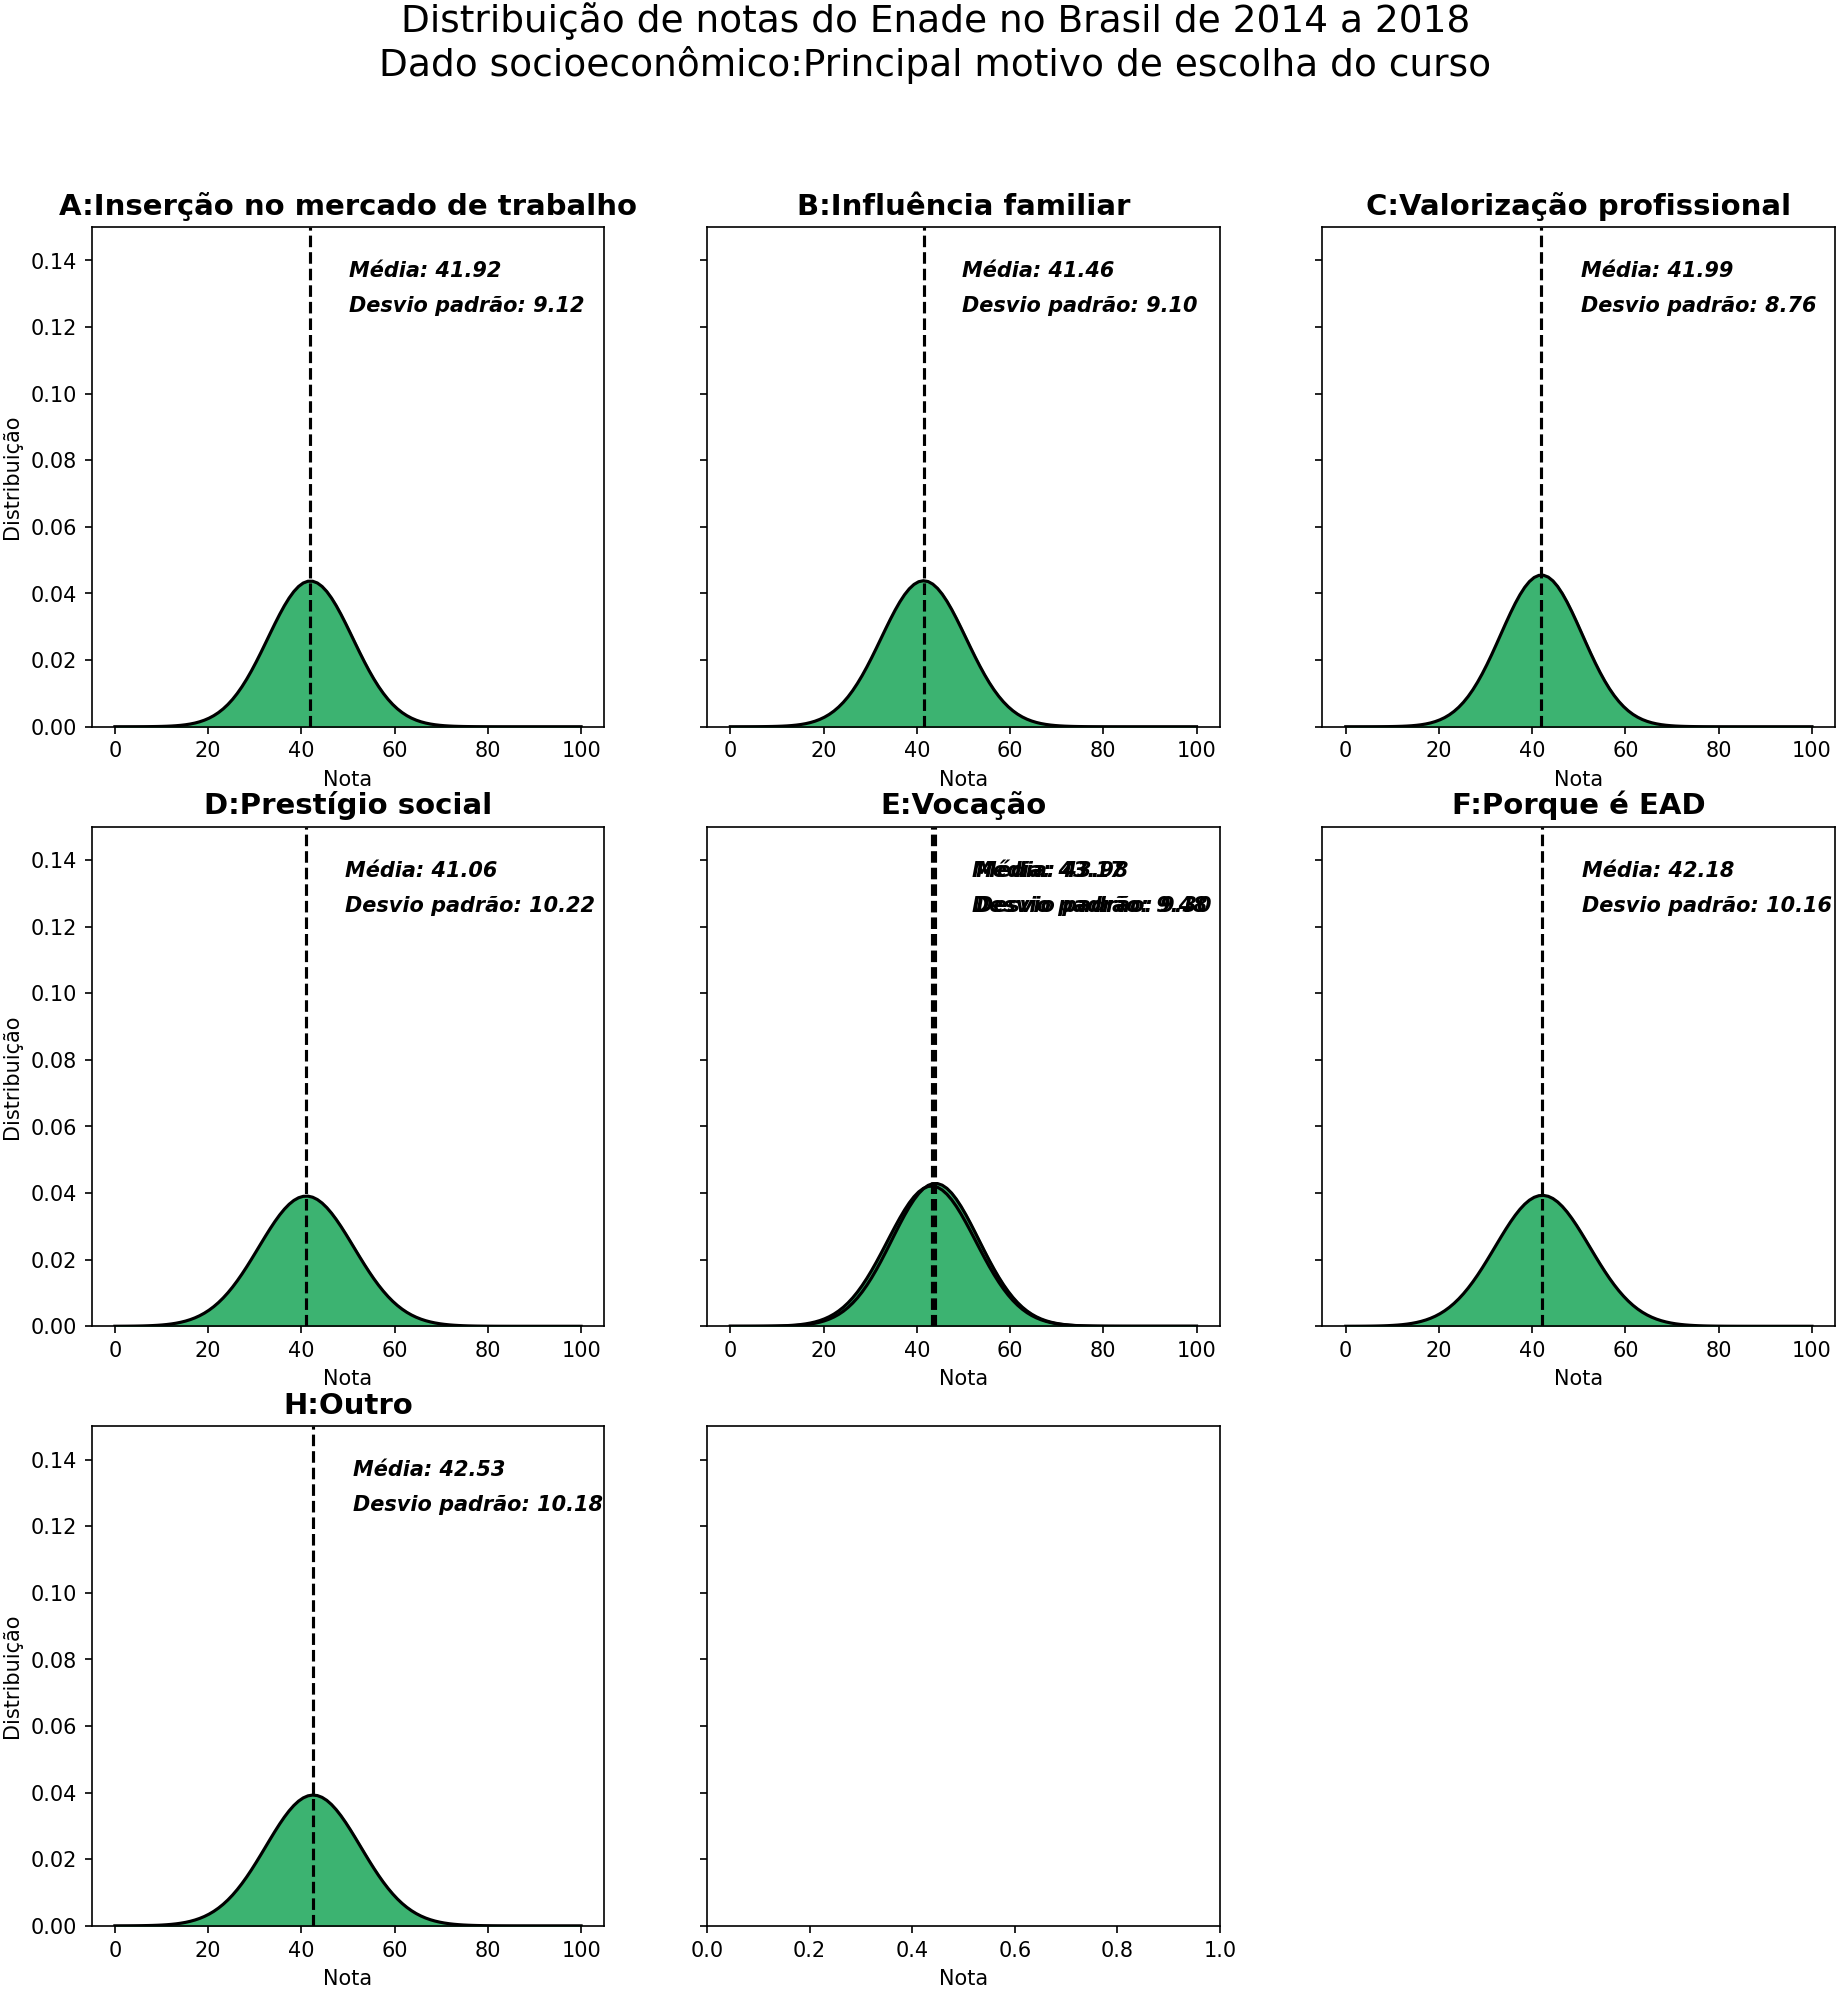 Distribuição de notas do Enade no Brasil de 2014 a 2018
Dado socioeconômico:Principal motivo de escolha do curso
A:Inserção no mercado de trabalho
Média: 41.92
Desvio padrão: 9.12
Distribuição
0.14
0.12
0.10
0.08
0.06
0.04
0.02
0.00
0 20 40 60 80 100
Nota
B:Influência familiar
Média: 41.46
Desvio padrão: 9.10
0 20 40 60 80 100
Nota
C:Valorização profissional
Média: 41.99
Desvio padrão: 8.76
0 20 40 60 80 100
Nota
D:Prestígio social
Média: 41.06
Desvio padrão: 10.22
Distribuição
0.14
0.12
0.10
0.08
0.06
0.04
0.02
0.00
0 20 40 60 80 100
Nota
E:Vocação
Média:
Desvio padrão:
0 20 40 60 80 100
Nota
F:Porque é EAD
Média: 42.18
Desvio padrão: 10.16
0 20 40 60 80 100
Nota
H:Outro
Média: 42.53
Desvio padrão: 10.18
Distribuição
0.14
0.12
0.10
0.08
0.06
0.04
0.02
0.00
0 20 40 60 80 100
Nota
0.0 0.2 0.4 0.6 0.8 1.0
Nota